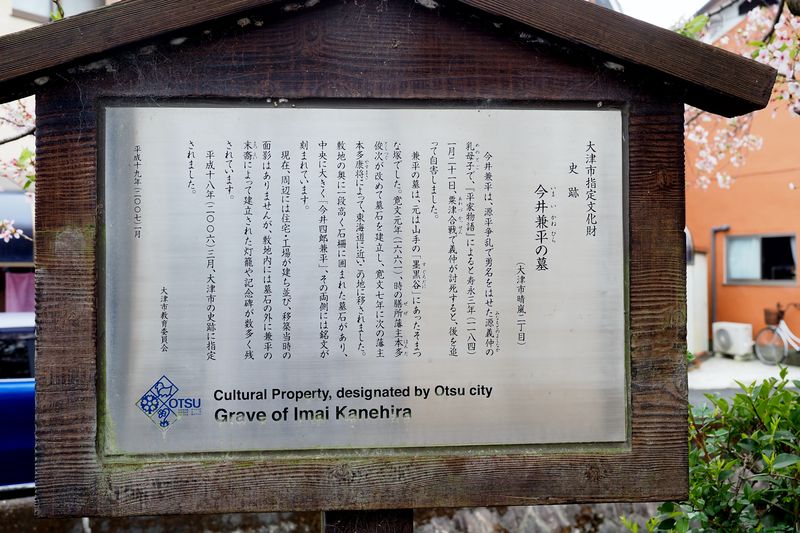 大津市指定文化財
史跡
今井兼平の墓
いまいかねひら
(大津市晴嵐二丁目)
今井兼平は、源平争乱で勇名をはせた源義仲の
乳母子で、『平家物語』によると寿永三年(一一八四)
一月二十一日、粟津合戦で義仲が討死すると、後を追
って自害しました。
兼平の墓は、元は山手の「墨黒谷」にあったそまつ
な塚でした。寛文元年(一六六一)、時の膳所藩主本多
俊次が改めて墓石を建立し、寛文七年に次の藩主
本多康将によって東海道に近いこの地に移されました。
敷地の奥に一段高く石柵に囲まれた墓石があり、
中央に大きく「今井四郎兼平」、その両側には銘文が
刻まれています。
現在、周辺には住宅・工場が建ち並び、移築当時の
面影はありませんが、敷地内には墓石の外に兼平の
末裔によって建立された灯籠や記念碑が数多く残
されています。
平成十八年(二〇〇六)三月、大津市の史跡に指定
されました。
大津市教育委員会
平成十九年(二〇〇七)二月
OTSU
Cultural Property, designated by Otsu city
Grave of Imai Kanehira